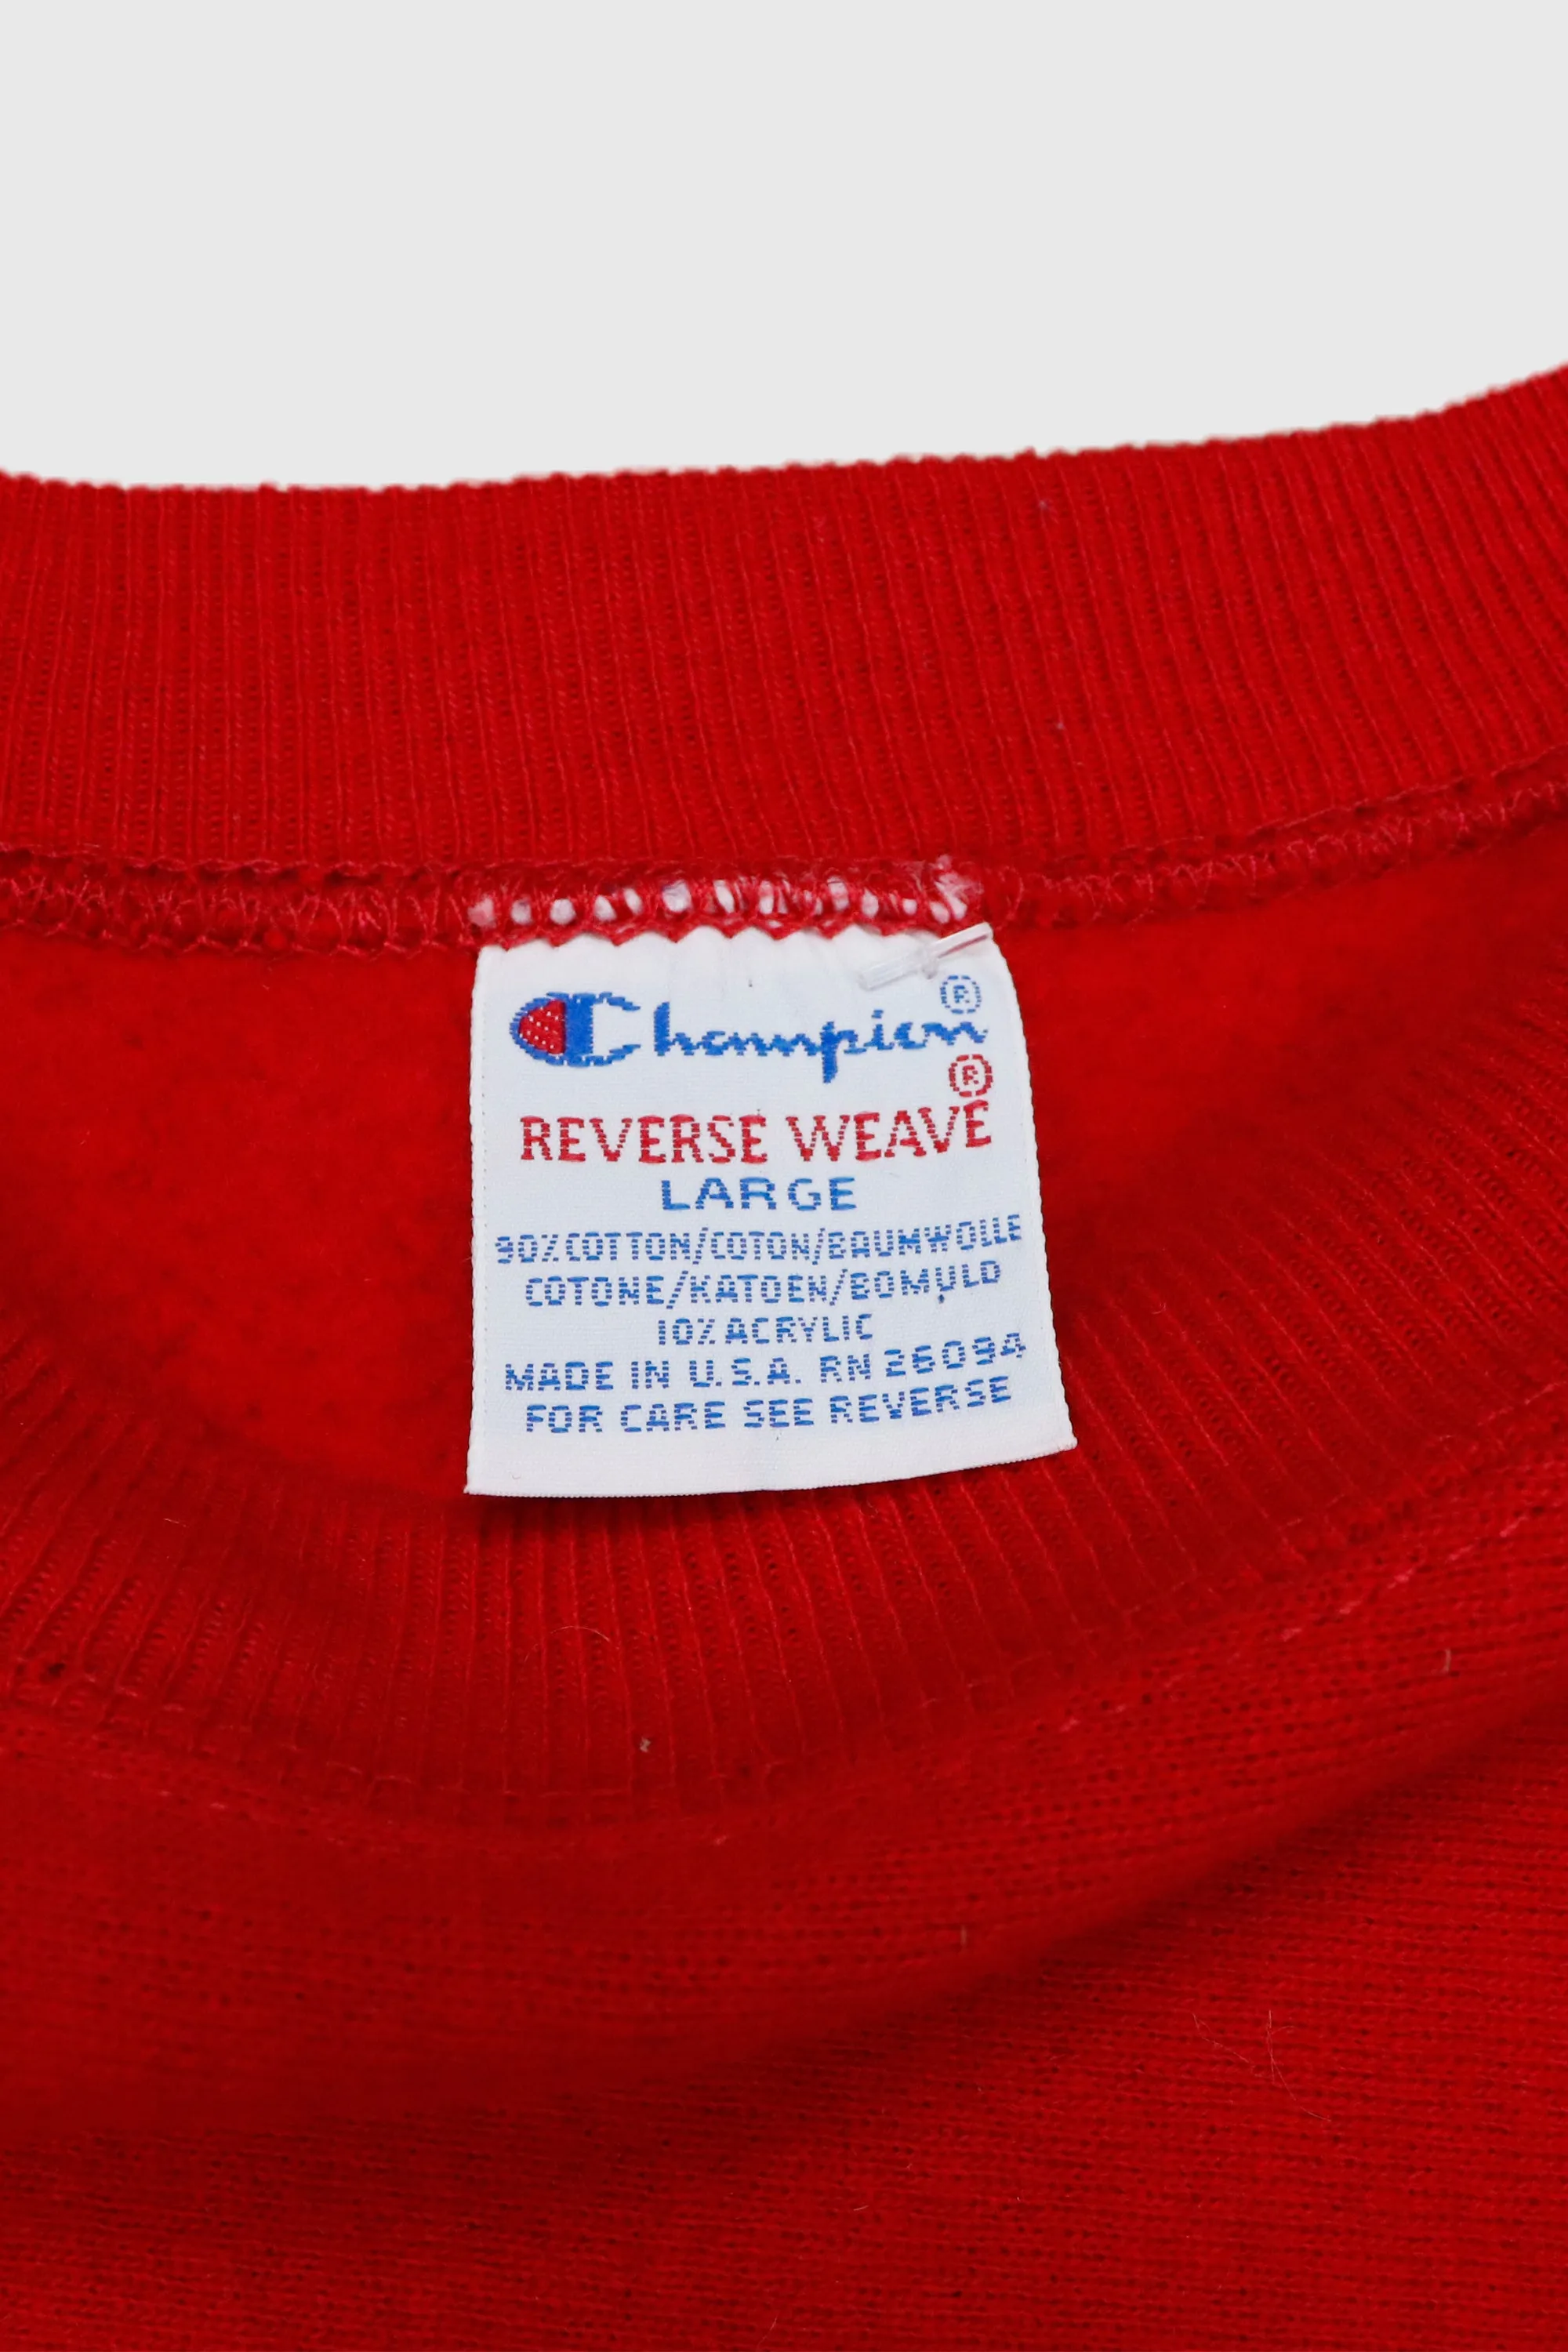 Champion®
REVERSE WEAVE®
LARGE
90% COTTON/COTON/BAUMWOLLE
COTONE/KATOEN/BOMULD
10% ACRYLIC
MADE IN U.S.A. RN 26094
FOR CARE SEE REVERSE